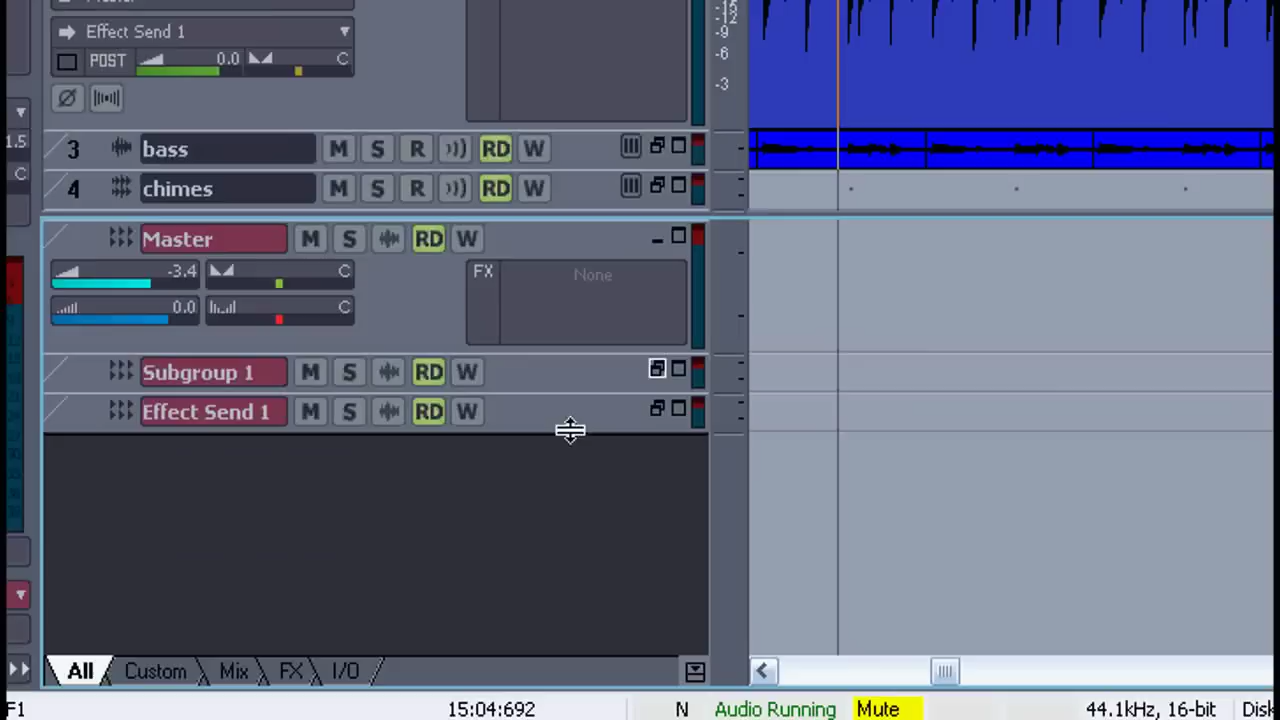 Effect Send 1
POST 0.0 C
-12
-9
-6
-3
1.5
C
3 bass M S R RD W
4 chimes M S R RD W
Master M S RD W
-3.4 C FX None
0.0 C
Subgroup 1 M S RD W
Effect Send 1 M S RD W
All Custom Mix FX I/O
F1 15:04:692 N Audio Running Mute 44.1kHz, 16-bit Disk